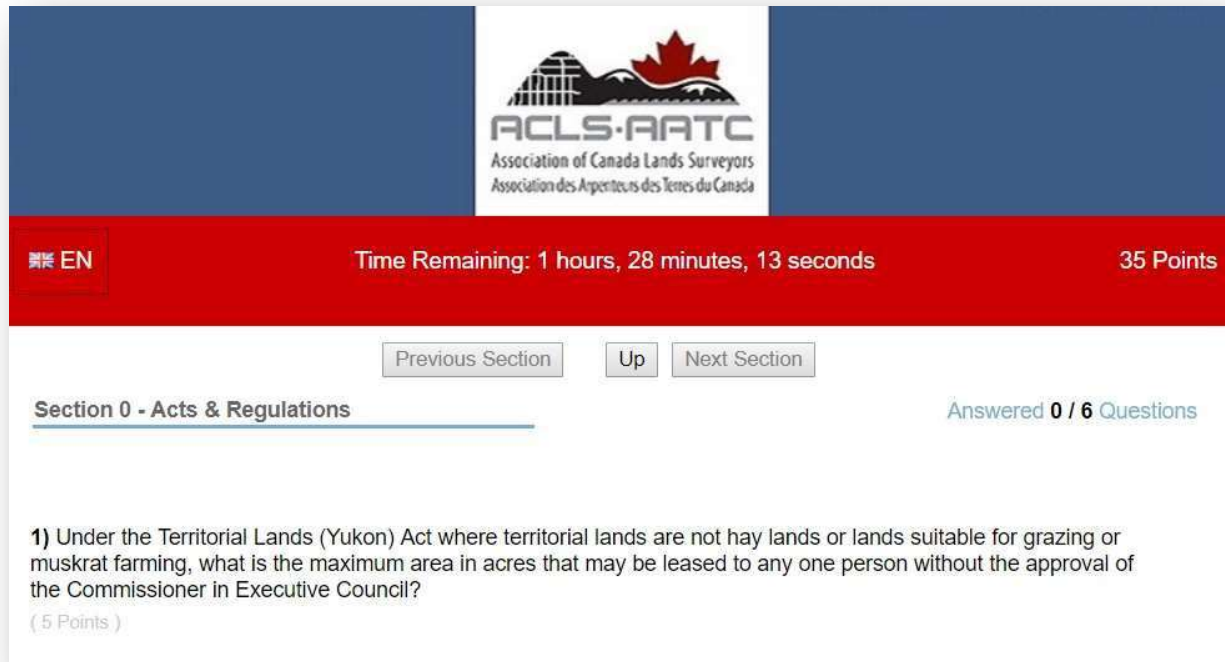 ACLS·AATC
Association of Canada Lands Surveyors
Association des Arpenteurs des Terres du Canada
EN
Time Remaining: 1 hours, 28 minutes, 13 seconds
35 Points
Previous Section
Up
Next Section
Section 0 - Acts & Regulations
Answered 0 / 6 Questions
1) Under the Territorial Lands (Yukon) Act where territorial lands are not hay lands or lands suitable for grazing or
muskrat farming, what is the maximum area in acres that may be leased to any one person without the approval of
the Commissioner in Executive Council?
( 5 Points )